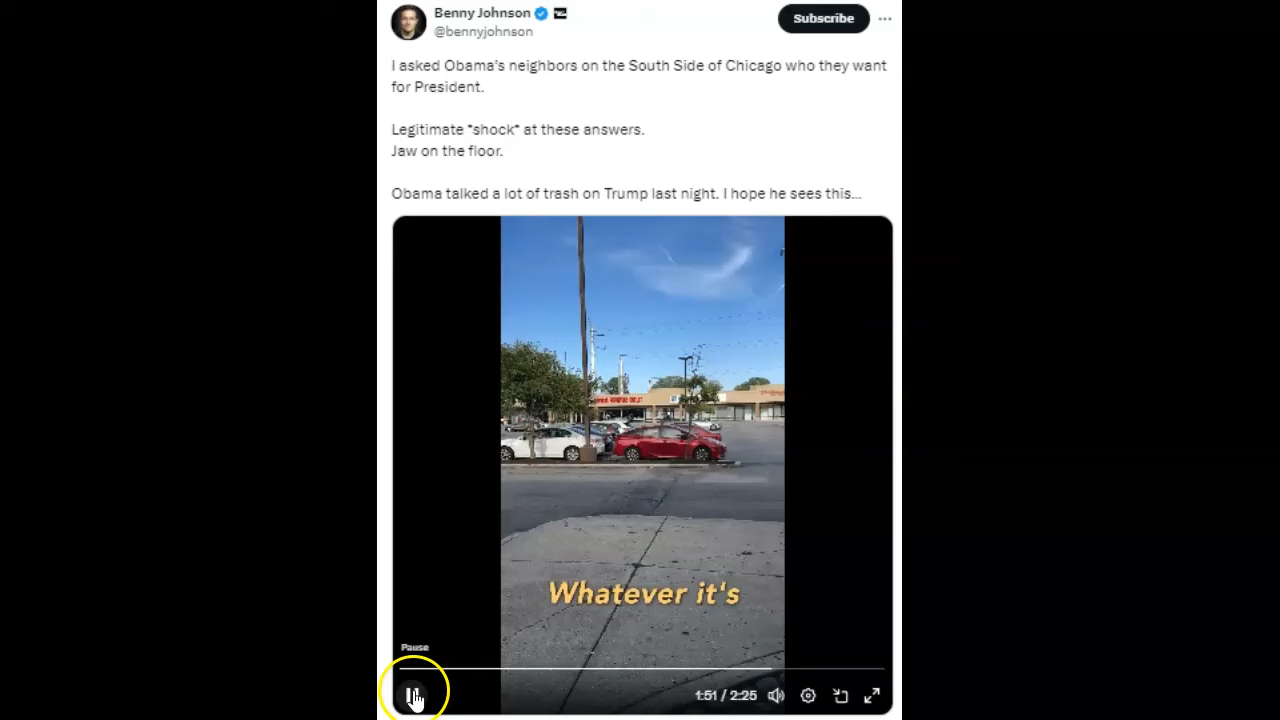 Benny Johnson
Subscribe
@bennyjohnson
I asked Obama's neighbors on the South Side of Chicago who they want
for President.
Legitimate *shock* at these answers.
Jaw on the floor.
Obama talked a lot of trash on Trump last night. I hope he sees this...
Whatever it's
Pause
1:51 / 2:25